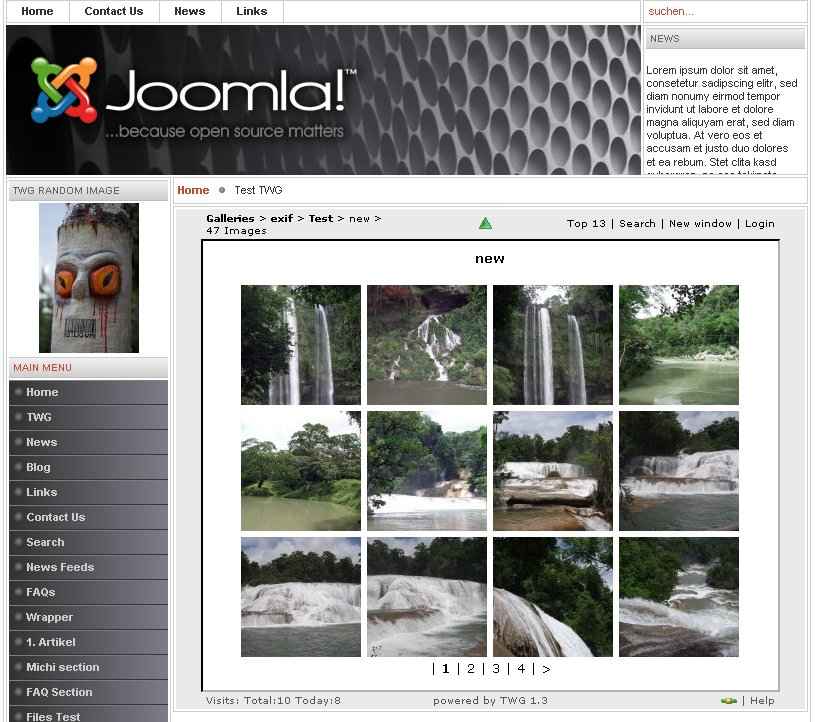 Home Contact Us News Links
suchen...
Joomla!™
...because open source matters
NEWS
Lorem ipsum dolor sit amet,
consetetur sadipscing elitr, sed
diam nonumy eirmod tempor
invidunt ut labore et dolore
magna aliquyam erat, sed diam
voluptua. At vero eos et
accusam et justo duo dolores
et ea rebum. Stet clita kasd
TWG RANDOM IMAGE
MAIN MENU
Home
TWG
News
Blog
Links
Contact Us
Search
News Feeds
FAQs
Wrapper
1. Artikel
Michi section
FAQ Section
Files Test
Home Test TWG
Galleries > exif > Test > new >
47 Images
Top 13 | Search | New window | Login
new
| 1 | 2 | 3 | 4 | >
Visits: Total:10 Today:8
powered by TWG 1.3
| Help